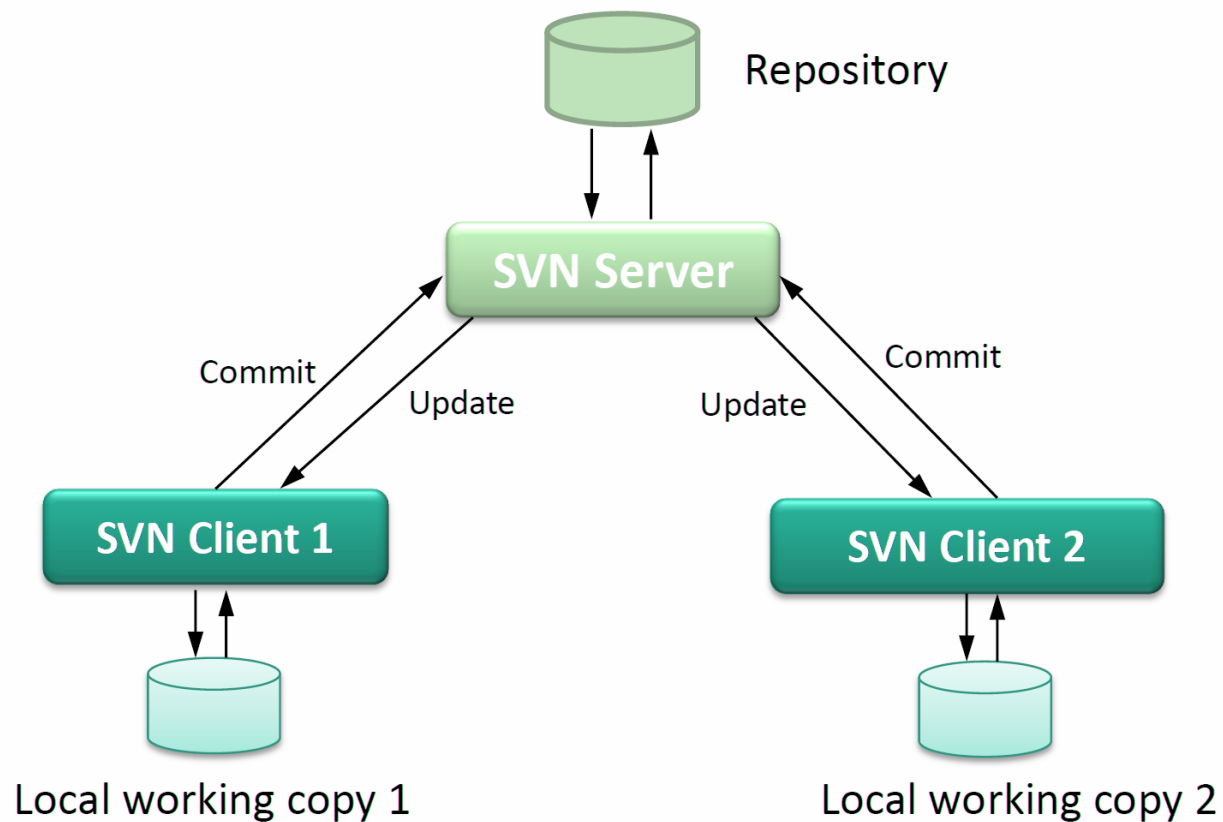 Repository
SVN Server
Commit
Update
Update
Commit
SVN Client 1
SVN Client 2
Local working copy 1
Local working copy 2